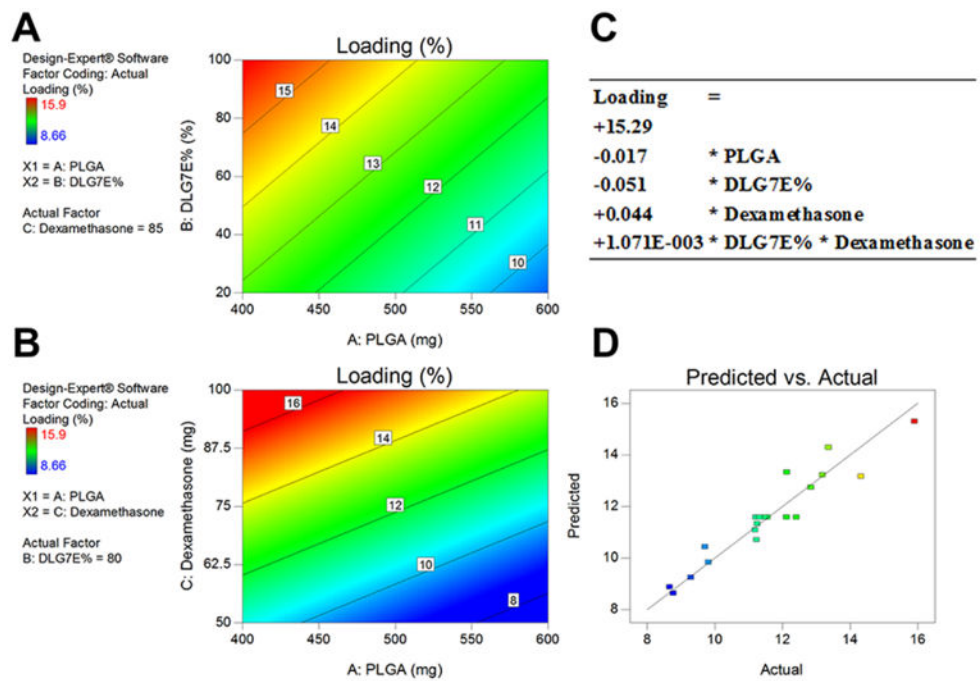 A
Design-Expert® Software
Factor Coding: Actual
Loading (%)
15.9
8.66
X1 = A: PLGA
X2 = B: DLG7E%
Actual Factor
C: Dexamethasone = 85
Loading (%)
B: DLG7E% (%)
100
80
60
40
20
15
14
13
12
11
10
400 450 500 550 600
A: PLGA (mg)
B
Design-Expert® Software
Factor Coding: Actual
Loading (%)
15.9
8.66
X1 = A: PLGA
X2 = C: Dexamethasone
Actual Factor
B: DLG7E% = 80
Loading (%)
C: Dexamethasone (mg)
100
87.5
75
62.5
50
16
14
12
10
8
400 450 500 550 600
A: PLGA (mg)
C
Loading =
+15.29
-0.017 * PLGA
-0.051 * DLG7E%
+0.044 * Dexamethasone
+1.071E-003 * DLG7E% * Dexamethasone
D
Predicted vs. Actual
Predicted
16
14
12
10
8
8 10 12 14 16
Actual